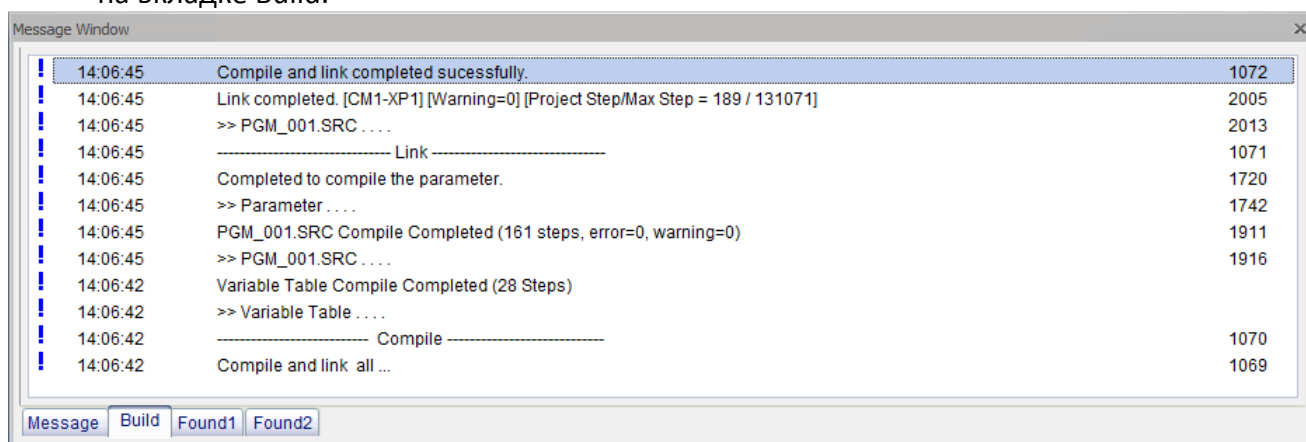 на вкладке Build.
Message Window ×
! 14:06:45 Compile and link completed sucessfully. 1072
! 14:06:45 Link completed. [CM1-XP1] [Warning=0] [Project Step/Max Step = 189 / 131071] 2005
! 14:06:45 >> PGM_001.SRC . . . . 2013
! 14:06:45 ------------------------------- Link ------------------------------- 1071
! 14:06:45 Completed to compile the parameter. 1720
! 14:06:45 >> Parameter . . . . 1742
! 14:06:45 PGM_001.SRC Compile Completed (161 steps, error=0, warning=0) 1911
! 14:06:45 >> PGM_001.SRC . . . . 1916
! 14:06:42 Variable Table Compile Completed (28 Steps)
! 14:06:42 >> Variable Table . . . .
! 14:06:42 --------------------------- Compile ---------------------------- 1070
! 14:06:42 Compile and link all ... 1069
Message Build Found1 Found2